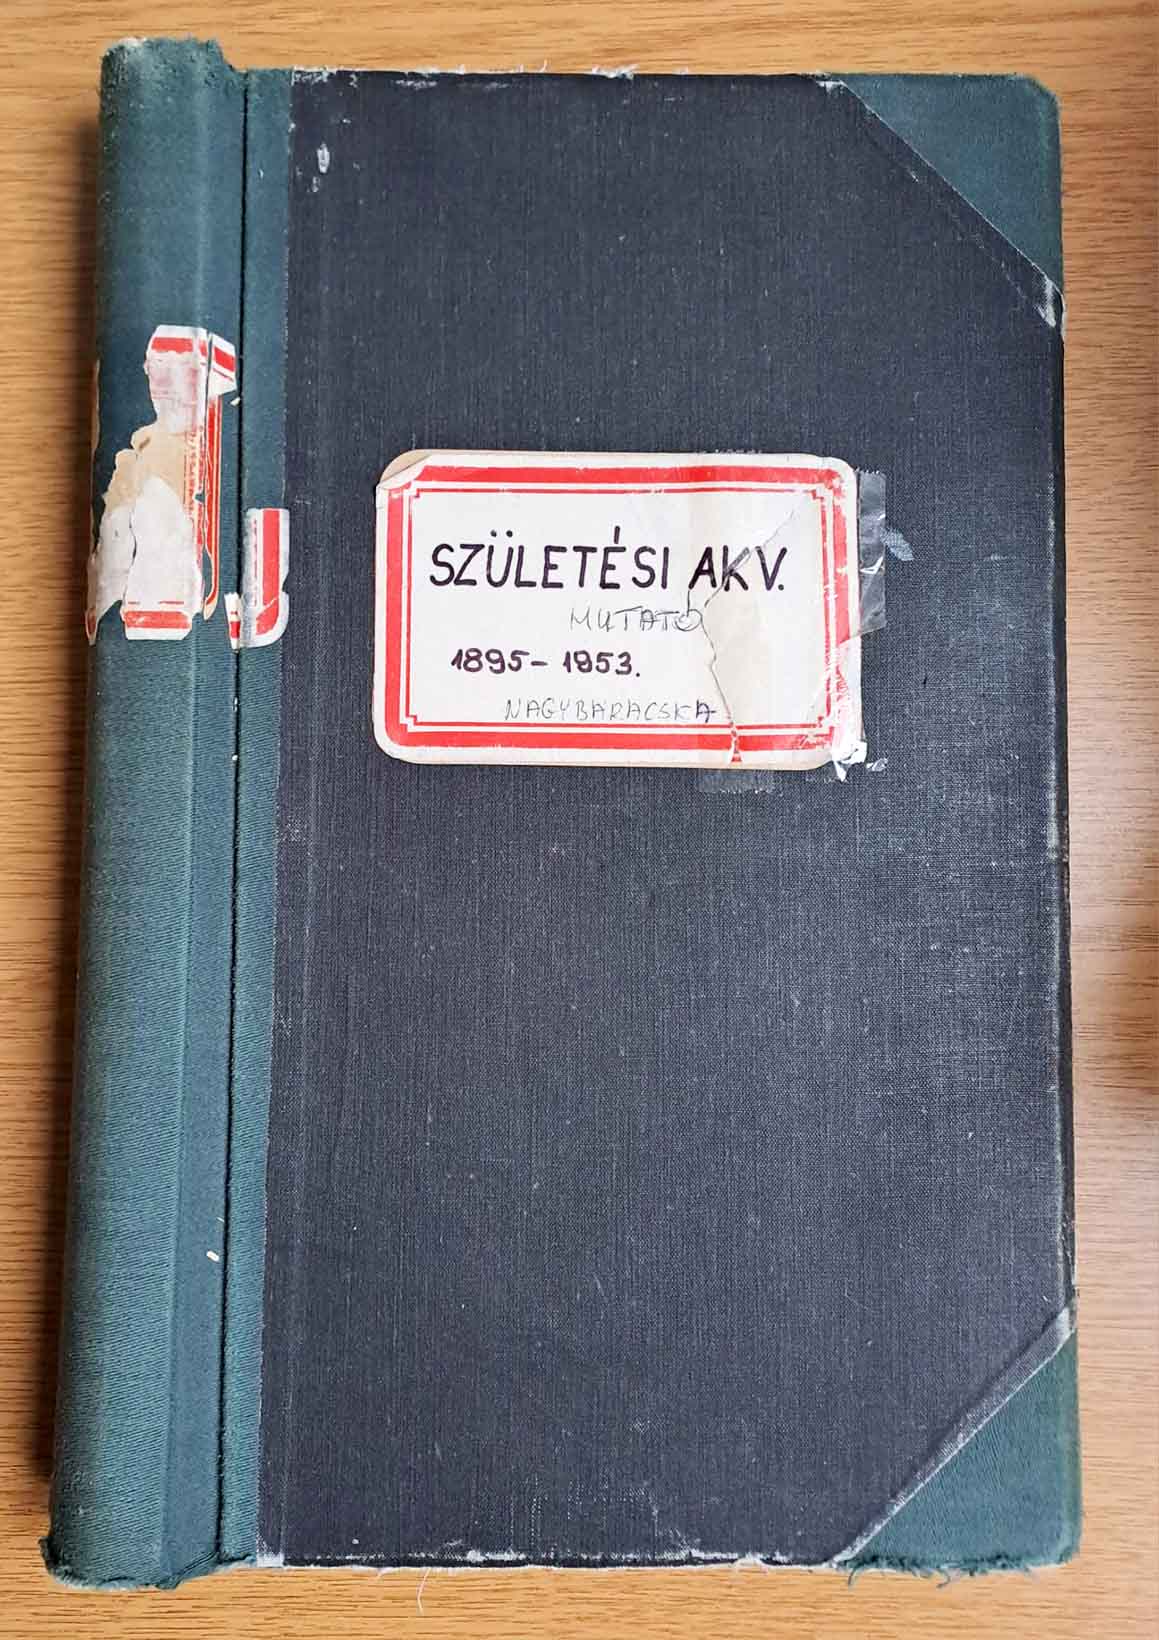 SZÜLETÉSI AKV.
MUTATÓ
1895- 1953.
NAGYBARACSKA